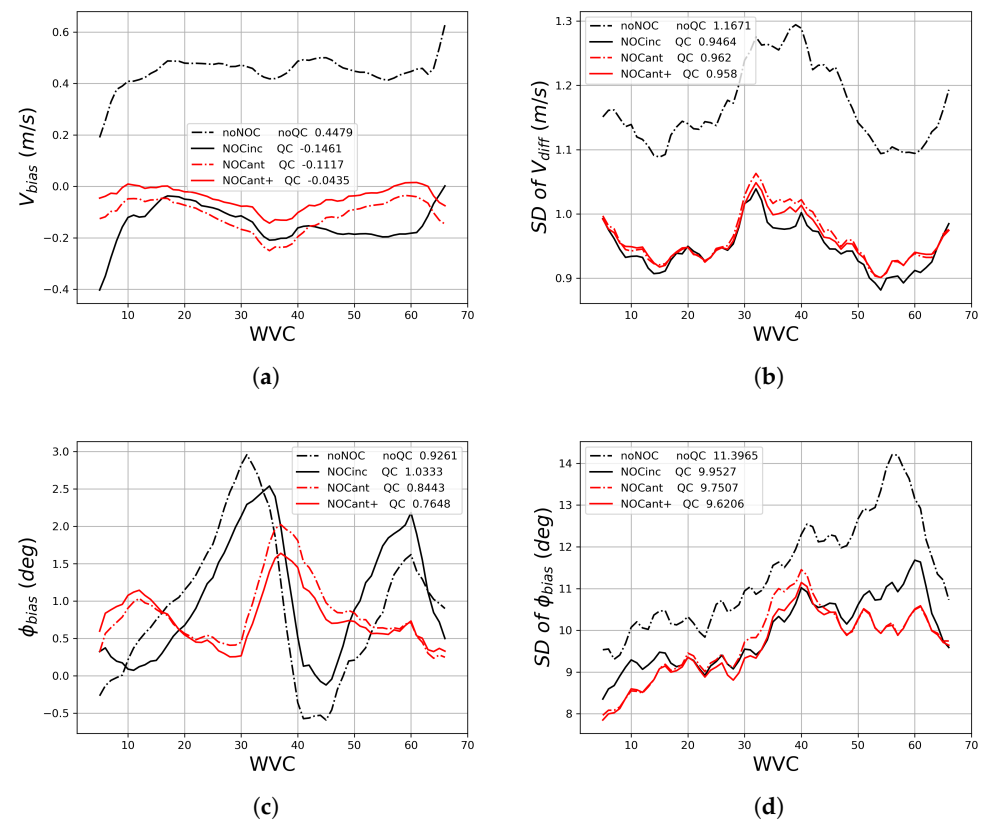 0.6
0.4
0.2
0.0
−0.2
−0.4
V_bias (m/s)
noNOC noQC 0.4479
NOCinc QC -0.1461
NOCant QC -0.1117
NOCant+ QC -0.0435
10 20 30 40 50 60 70
WVC
(a)
1.3
1.2
1.1
1.0
0.9
SD of V_diff (m/s)
noNOC noQC 1.1671
NOCinc QC 0.9464
NOCant QC 0.962
NOCant+ QC 0.958
10 20 30 40 50 60 70
WVC
(b)
3.0
2.5
2.0
1.5
1.0
0.5
0.0
−0.5
ϕ_bias (deg)
noNOC noQC 0.9261
NOCinc QC 1.0333
NOCant QC 0.8443
NOCant+ QC 0.7648
10 20 30 40 50 60 70
WVC
(c)
14
13
12
11
10
9
8
SD of ϕ_bias (deg)
noNOC noQC 11.3965
NOCinc QC 9.9527
NOCant QC 9.7507
NOCant+ QC 9.6206
10 20 30 40 50 60 70
WVC
(d)